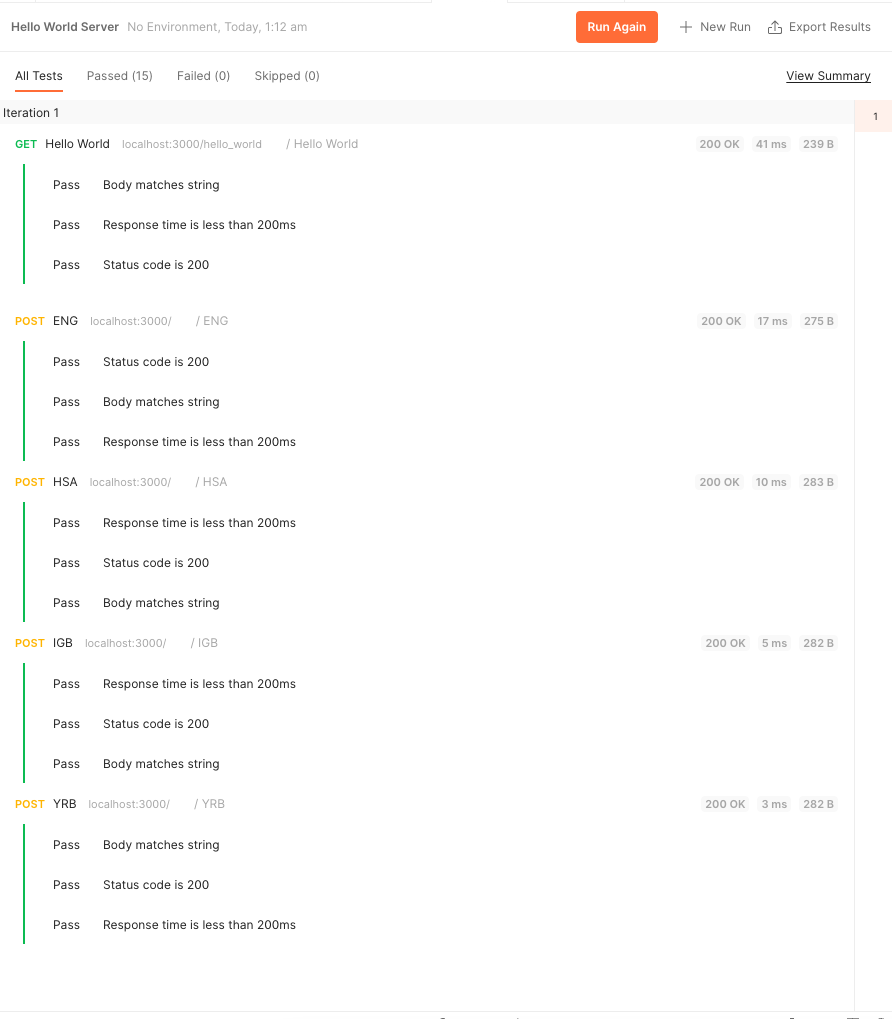 Hello World Server No Environment, Today, 1:12 am Run Again New Run Export Results
All Tests Passed (15) Failed (0) Skipped (0) View Summary
Iteration 1
1
GET Hello World localhost:3000/hello_world / Hello World 200 OK 41 ms 239 B
Pass Body matches string
Pass Response time is less than 200ms
Pass Status code is 200
POST ENG localhost:3000/ / ENG 200 OK 17 ms 275 B
Pass Status code is 200
Pass Body matches string
Pass Response time is less than 200ms
POST HSA localhost:3000/ / HSA 200 OK 10 ms 283 B
Pass Response time is less than 200ms
Pass Status code is 200
Pass Body matches string
POST IGB localhost:3000/ / IGB 200 OK 5 ms 282 B
Pass Response time is less than 200ms
Pass Status code is 200
Pass Body matches string
POST YRB localhost:3000/ / YRB 200 OK 3 ms 282 B
Pass Body matches string
Pass Status code is 200
Pass Response time is less than 200ms